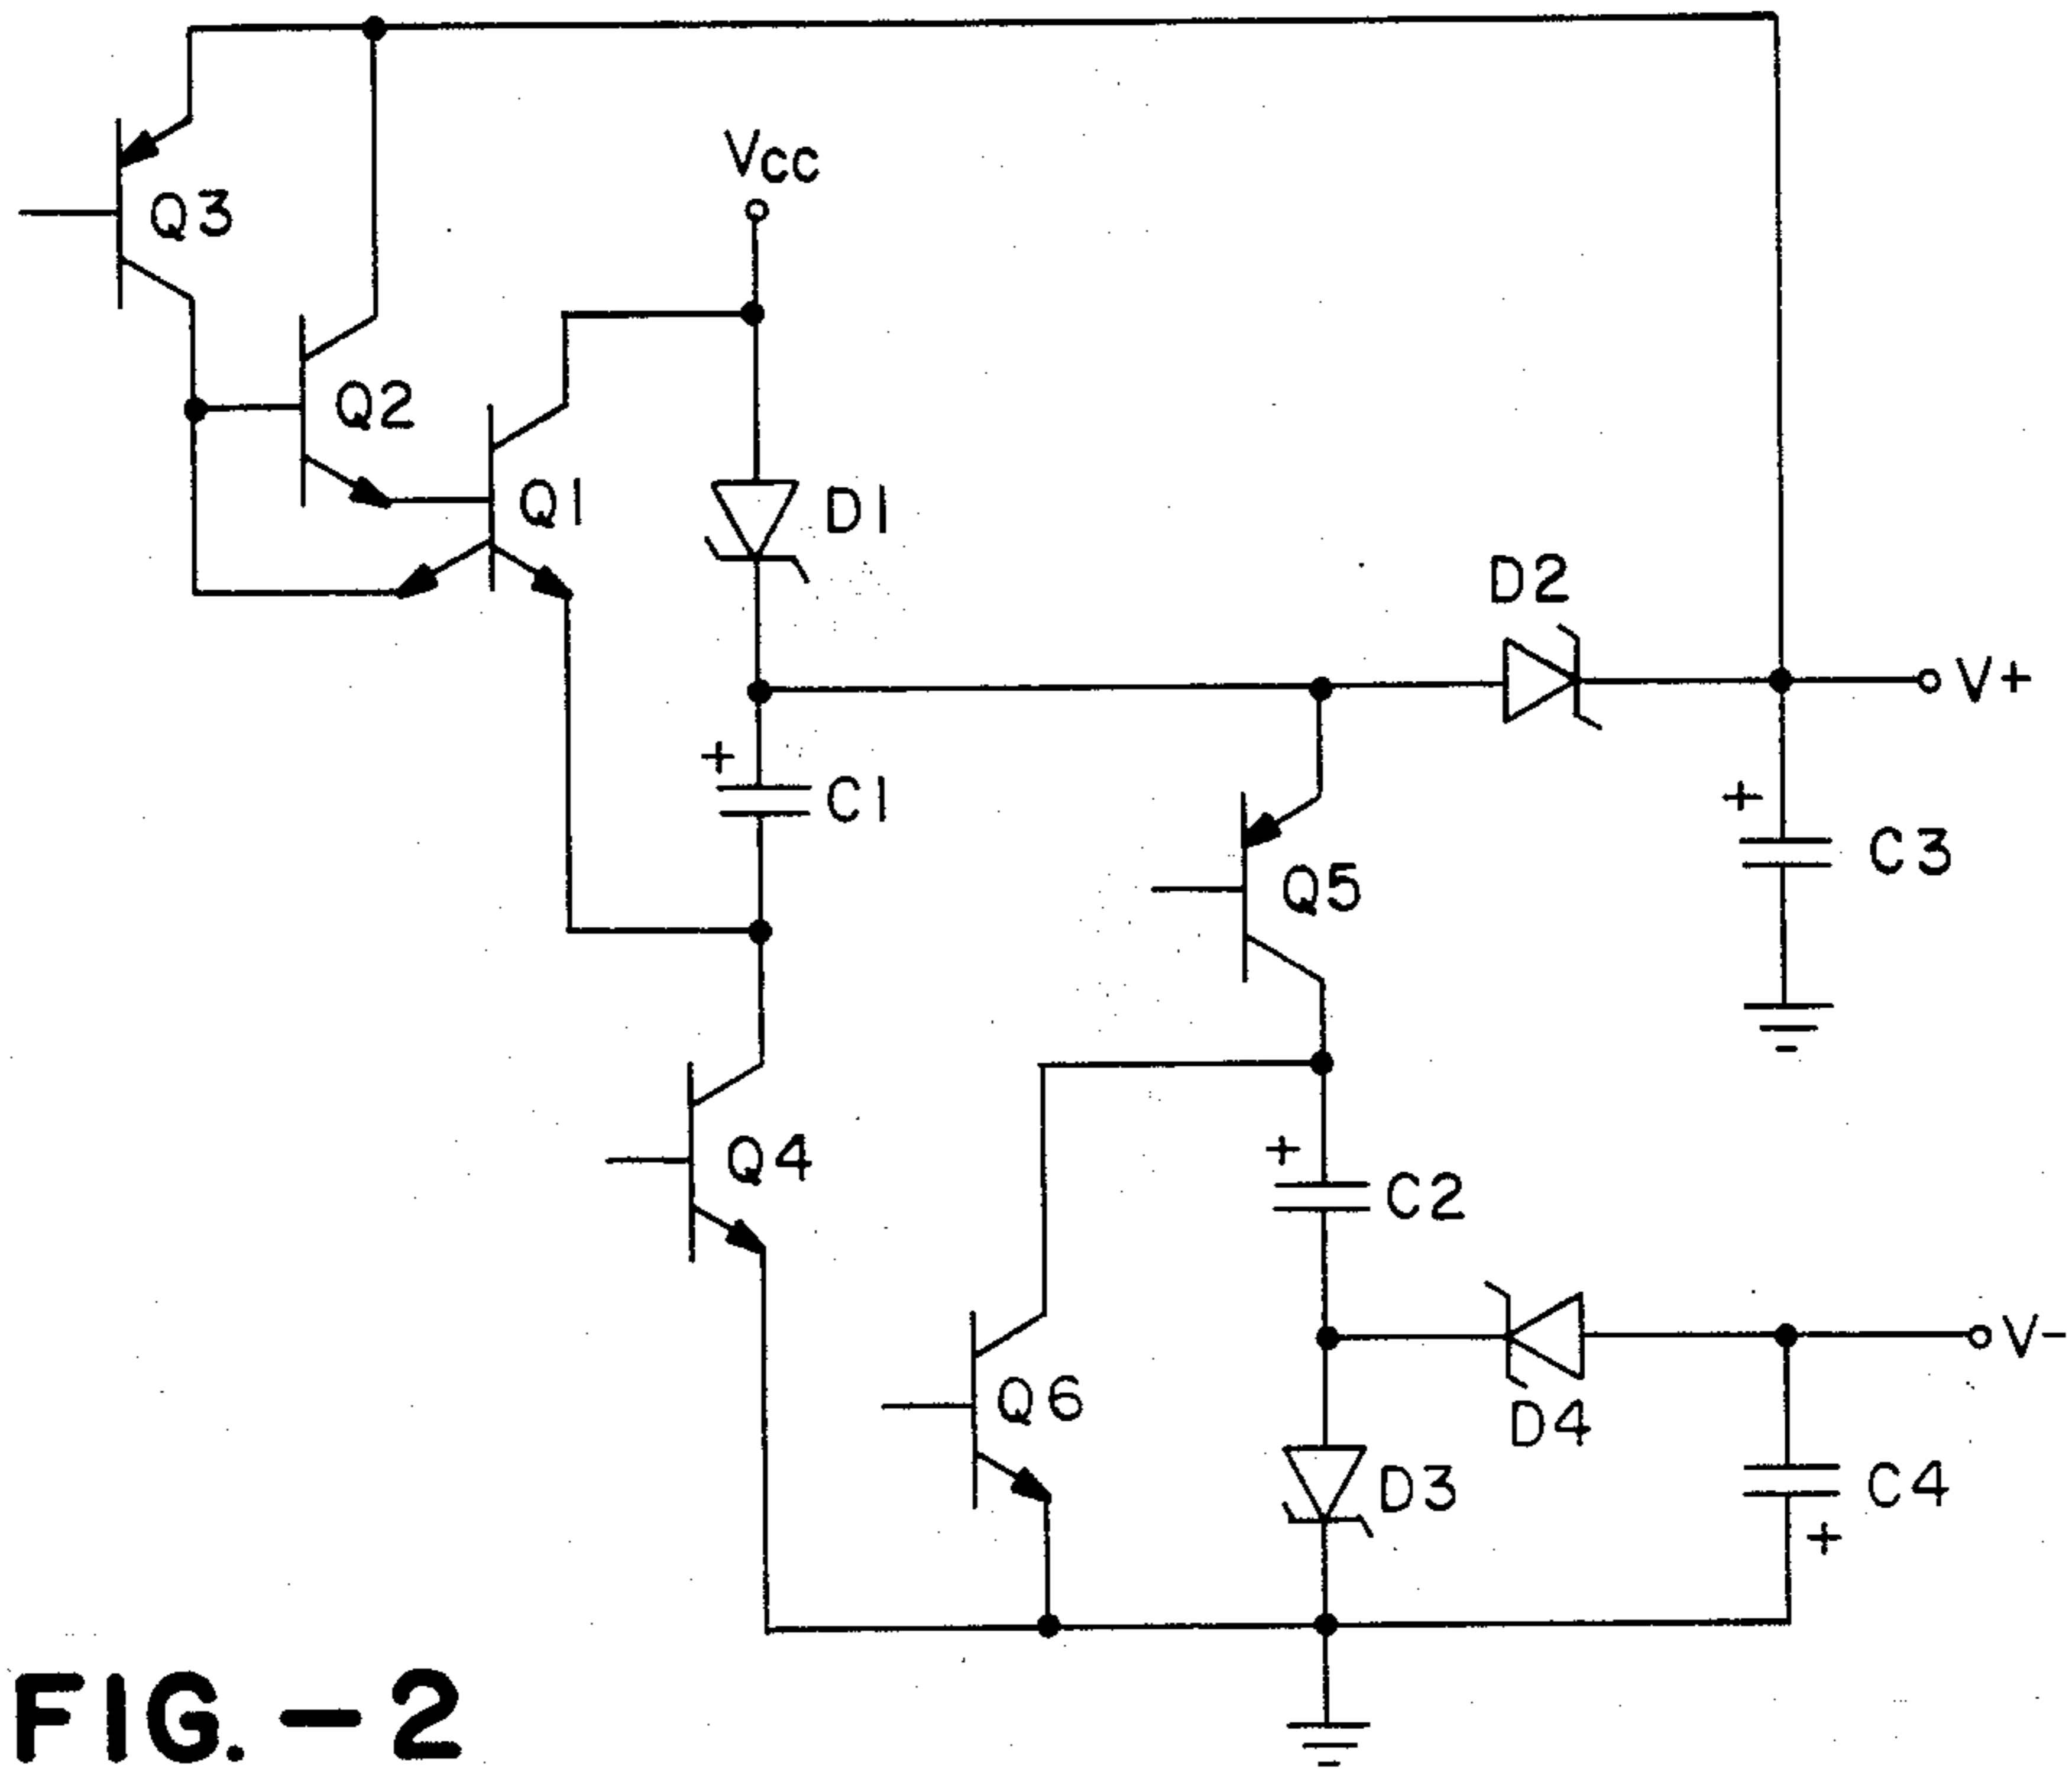 Vcc
Q3
Q2
Q1
D1
D2
V+
+
C1
+
C3
Q5
Q4
+
C2
V-
Q6
D4
D3
C4
+
FIG.-2